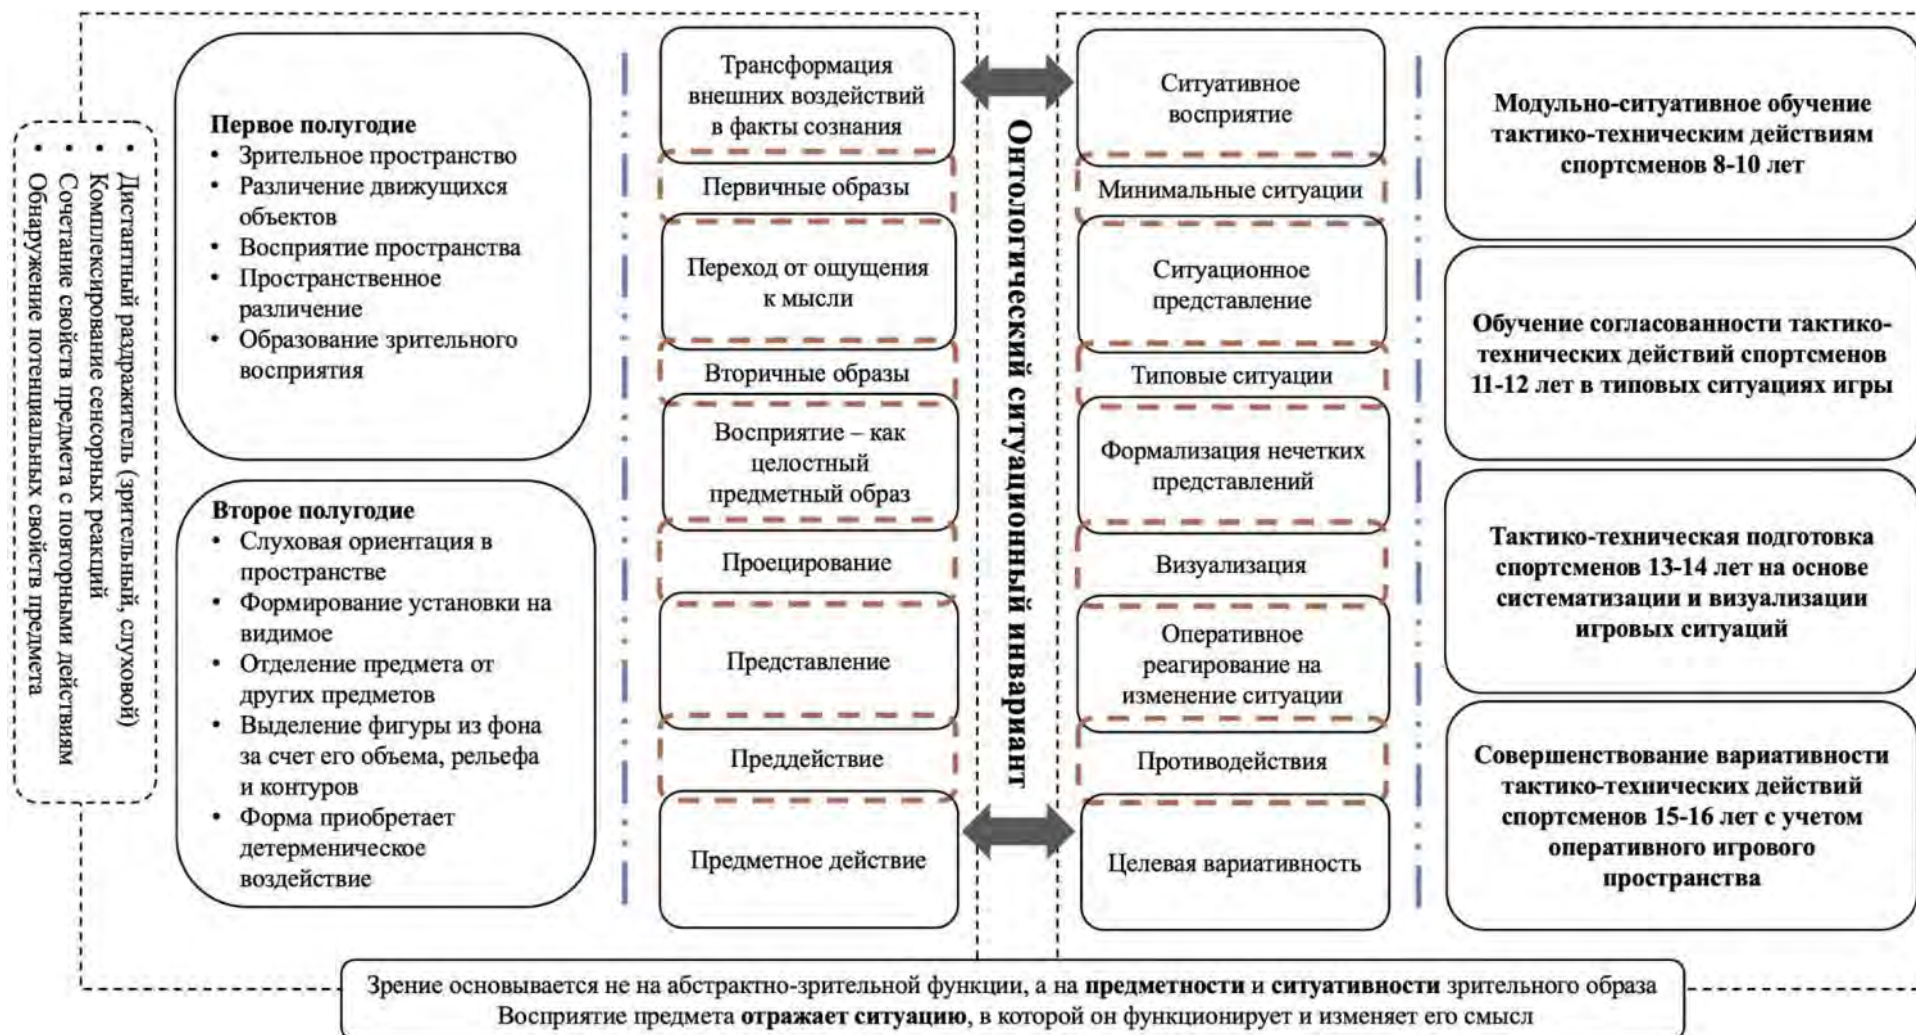 • Дистантный раздражитель (зрительный, слуховой)
• Комплексирование сенсорных реакций
• Сочетание свойств предмета с повторными действиям
• Обнаружение потенциальных свойств предмета
Первое полугодие
• Зрительное пространство
• Различение движущихся
объектов
• Восприятие пространства
• Пространственное
различение
• Образование зрительного
восприятия
Второе полугодие
• Слуховая ориентация в
пространстве
• Формирование установки на
видимое
• Отделение предмета от
других предметов
• Выделение фигуры из фона
за счет его объема, рельефа
и контуров
• Форма приобретает
детерменическое
воздействие
Трансформация
внешних воздействий
в факты сознания
Первичные образы
Переход от ощущения
к мысли
Вторичные образы
Восприятие – как
целостный
предметный образ
Проецирование
Представление
Преддействие
Предметное действие
Онтологический ситуационный инвариант
Ситуативное
восприятие
Минимальные ситуации
Ситуационное
представление
Типовые ситуации
Формализация нечетких
представлений
Визуализация
Оперативное
реагирование на
изменение ситуации
Противодействия
Целевая вариативность
Модульно-ситуативное обучение
тактико-техническим действиям
спортсменов 8-10 лет
Обучение согласованности тактико-
технических действий спортсменов
11-12 лет в типовых ситуациях игры
Тактико-техническая подготовка
спортсменов 13-14 лет на основе
систематизации и визуализации
игровых ситуаций
Совершенствование вариативности
тактико-технических действий
спортсменов 15-16 лет с учетом
оперативного игрового
пространства
Зрение основывается не на абстрактно-зрительной функции, а на предметности и ситуативности зрительного образа
Восприятие предмета отражает ситуацию, в которой он функционирует и изменяет его смысл